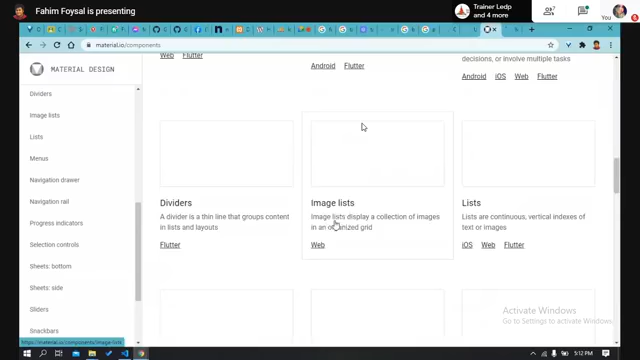 Fahim Foysal is presenting
Trainer Ledp
and 4 more
You
material.io/components
MATERIAL DESIGN
Dividers
Image lists
Lists
Menus
Navigation drawer
Navigation rail
Progress indicators
Selection controls
Sheets: bottom
Sheets: side
Sliders
Snackbars
Web Flutter
Android Flutter
decisions, or involve multiple tasks
Android iOS Web Flutter
Dividers
A divider is a thin line that groups content
in lists and layouts
Flutter
Image lists
Image lists display a collection of images
in an organized grid
Web
Lists
Lists are continuous, vertical indexes of
text or images
iOS Web Flutter
Activate Windows
Go to Settings to activate Windows.
https://material.io/components/image-lists
5:12 PM